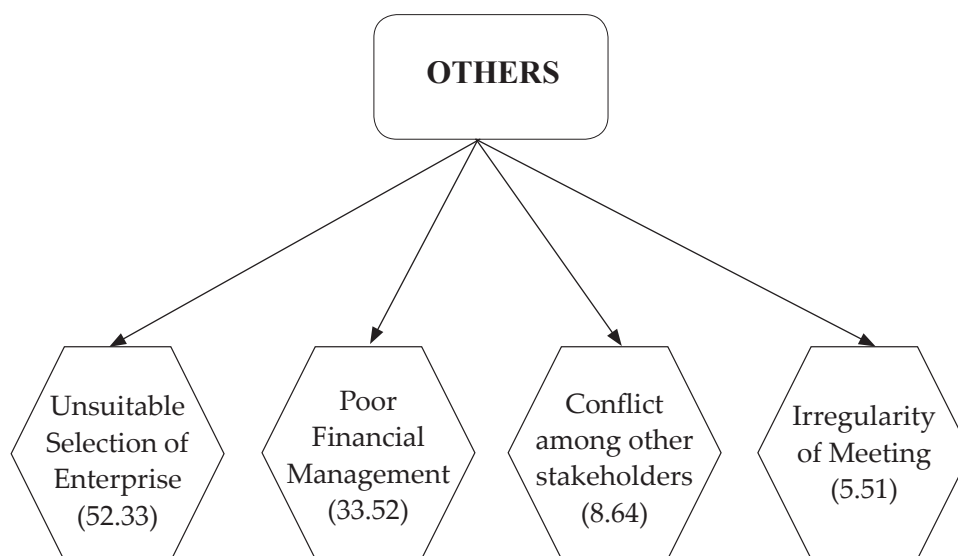 OTHERS
Unsuitable
Selection of
Enterprise
(52.33)
Poor
Financial
Management
(33.52)
Conflict
among other
stakeholders
(8.64)
Irregularity
of Meeting
(5.51)